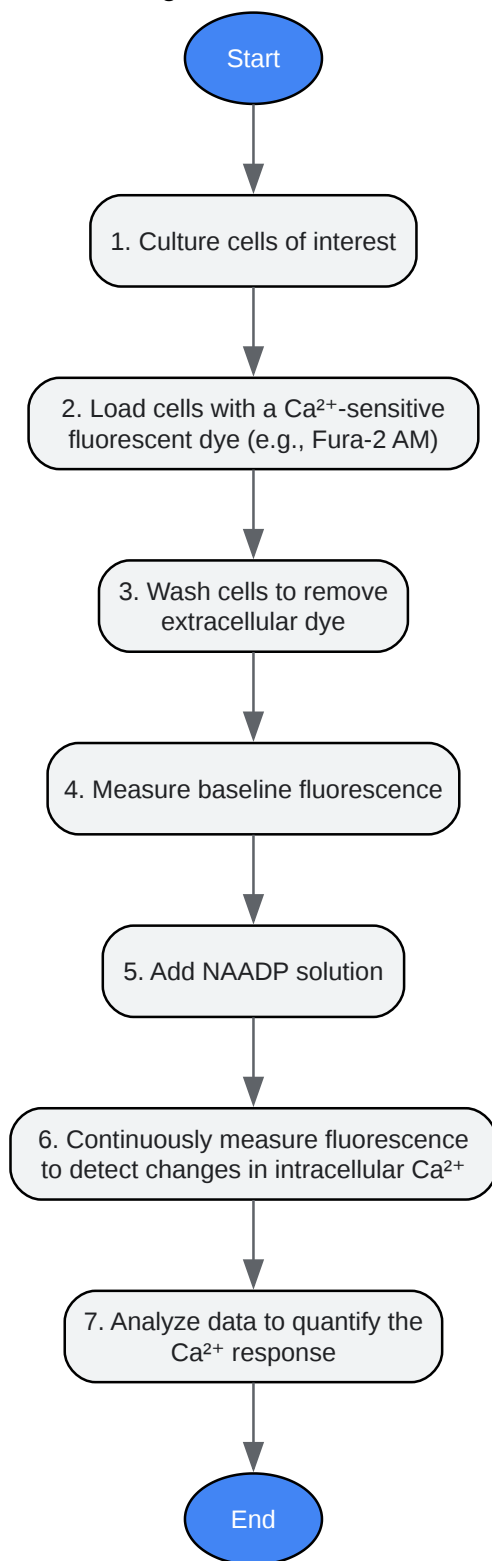 Start
1. Culture cells of interest
2. Load cells with a Ca²⁺-sensitive
fluorescent dye (e.g., Fura-2 AM)
3. Wash cells to remove
extracellular dye
4. Measure baseline fluorescence
5. Add NAADP solution
6. Continuously measure fluorescence
to detect changes in intracellular Ca²⁺
7. Analyze data to quantify the
Ca²⁺ response
End